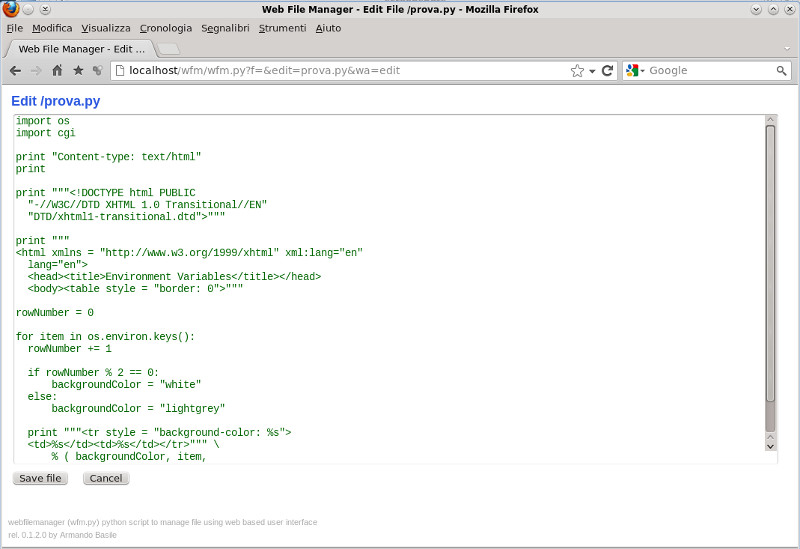 Web File Manager - Edit File /prova.py - Mozilla Firefox
File Modifica Visualizza Cronologia Segnalibri Strumenti Aiuto
Web File Manager - Edit ...
localhost/wfm/wfm.py?f=&edit=prova.py&wa=edit
Google
Edit /prova.py
import os
import cgi
print "Content-type: text/html"
print
print """<!DOCTYPE html PUBLIC
"-//W3C//DTD XHTML 1.0 Transitional//EN"
"DTD/xhtml1-transitional.dtd">"""
print """
<html xmlns = "http://www.w3.org/1999/xhtml" xml:lang="en"
lang="en">
<head><title>Environment Variables</title></head>
<body><table style = "border: 0">"""
rowNumber = 0
for item in os.environ.keys():
rowNumber += 1
if rowNumber % 2 == 0:
backgroundColor = "white"
else:
backgroundColor = "lightgrey"
print """<tr style = "background-color: %s">
<td>%s</td><td>%s</td></tr>""" \
% ( backgroundColor, item,
Save file Cancel
webfilemanager (wfm.py) python script to manage file using web based user interface
rel. 0.1.2.0 by Armando Basile